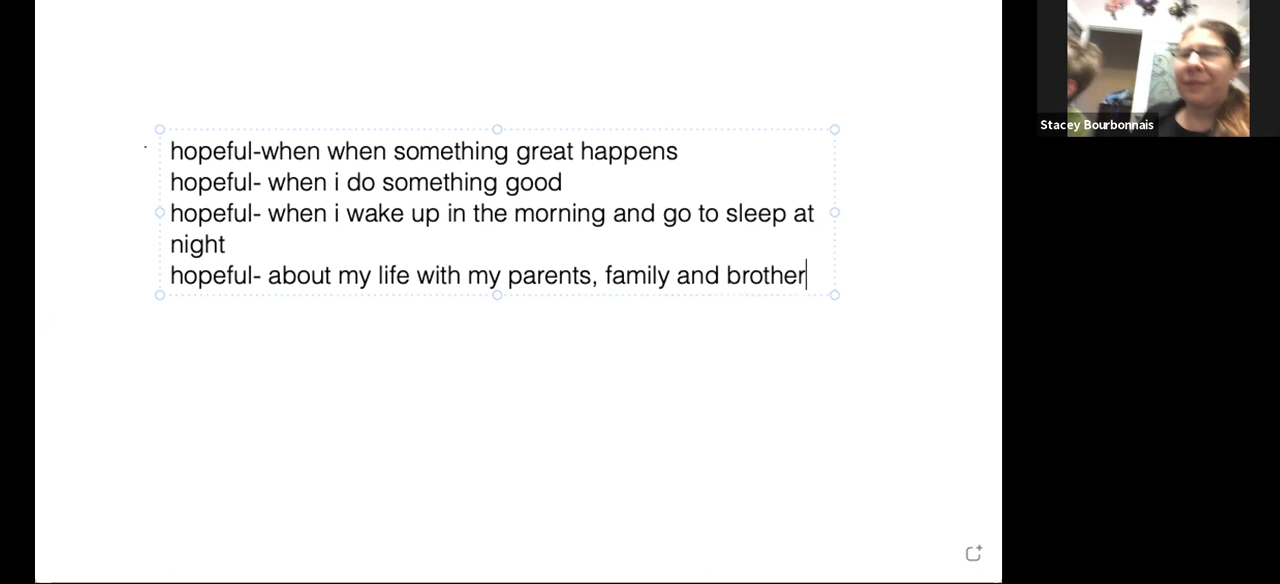 hopeful-when when something great happens
hopeful- when i do something good
hopeful- when i wake up in the morning and go to sleep at
night
hopeful- about my life with my parents, family and brother
Stacey Bourbonnais